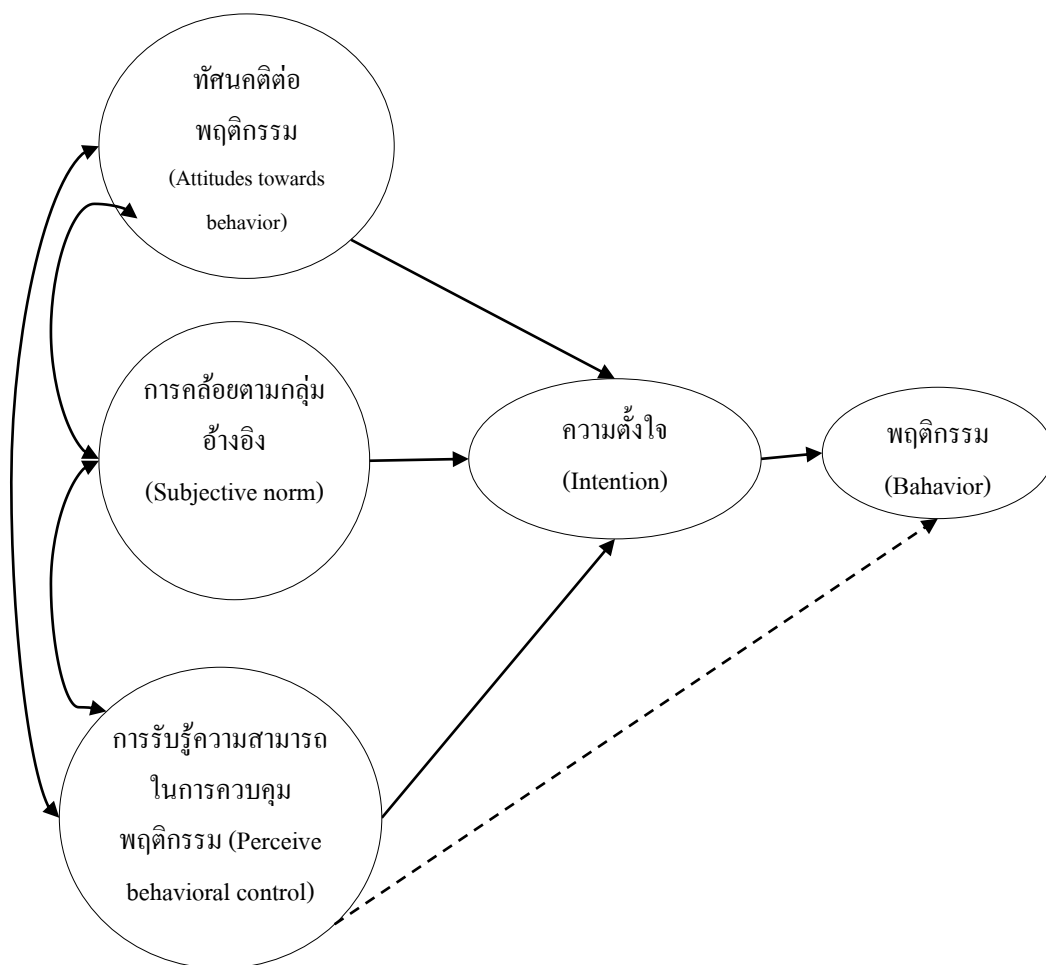 ทัศนคติต่อ
พฤติกรรม
(Attitudes towards
behavior)
การคล้อยตามกลุ่ม
อ้างอิง
(Subjective norm)
ความตั้งใจ
(Intention)
พฤติกรรม
(Bahavior)
การรับรู้ความสามารถ
ในการควบคุม
พฤติกรรม (Perceive
behavioral control)